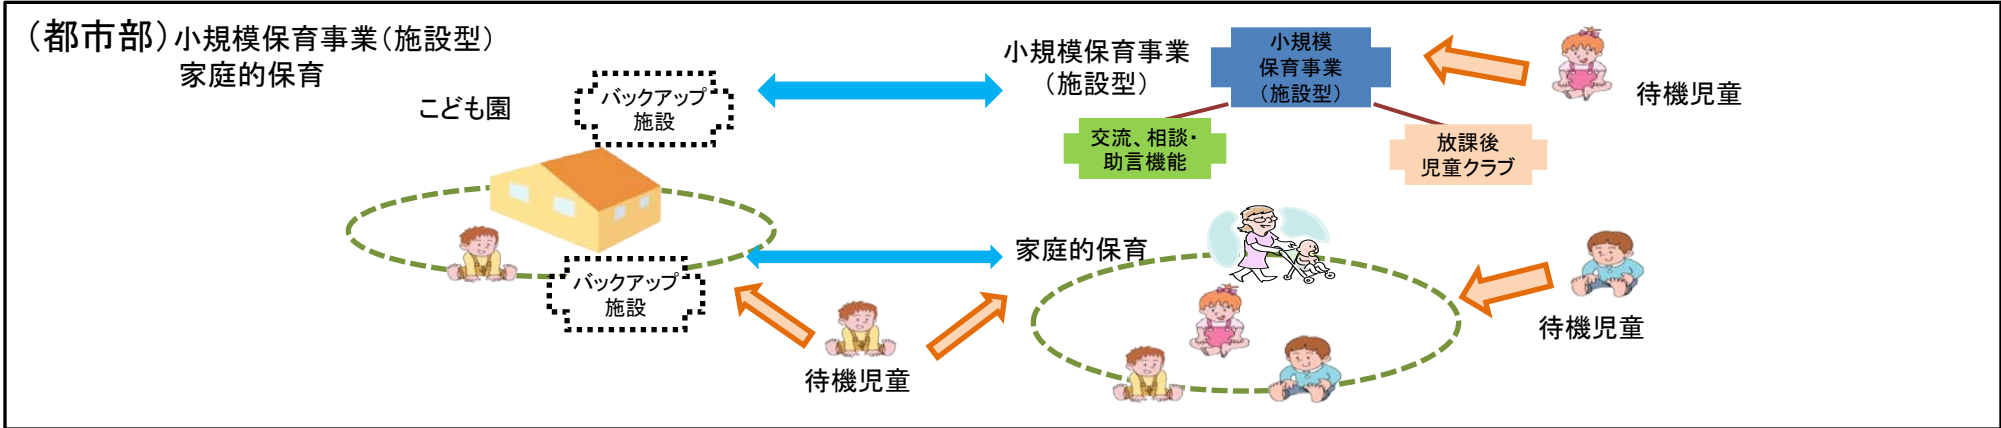 （都市部）小規模保育事業（施設型）
家庭的保育
こども園
バックアップ
施設
小規模保育事業
（施設型）
小規模
保育事業
（施設型）
待機児童
交流、相談・
助言機能
放課後
児童クラブ
バックアップ
施設
家庭的保育
待機児童
待機児童